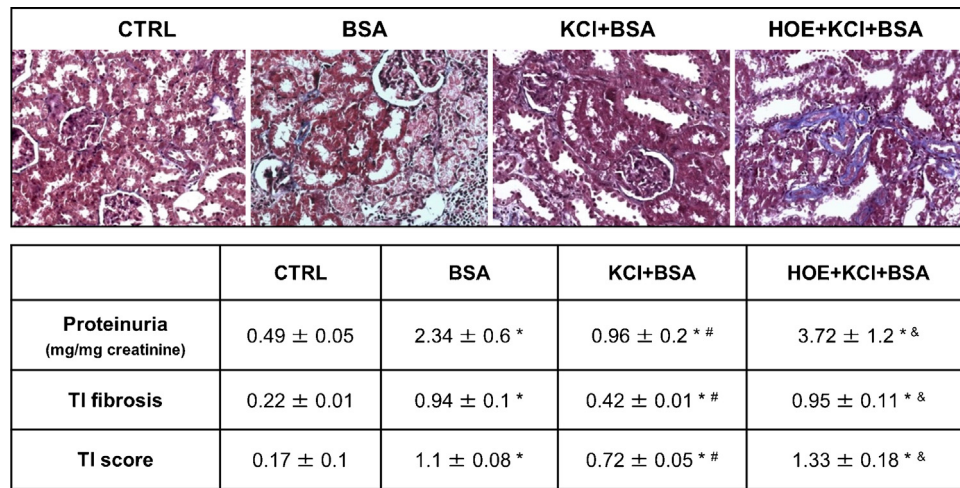 CTRL BSA KCl+BSA HOE+KCl+BSA
CTRL BSA KCl+BSA HOE+KCl+BSA
Proteinuria
(mg/mg creatinine) 0.49 ± 0.05 2.34 ± 0.6 * 0.96 ± 0.2 * # 3.72 ± 1.2 * &
TI fibrosis 0.22 ± 0.01 0.94 ± 0.1 * 0.42 ± 0.01 * # 0.95 ± 0.11 * &
TI score 0.17 ± 0.1 1.1 ± 0.08 * 0.72 ± 0.05 * # 1.33 ± 0.18 * &